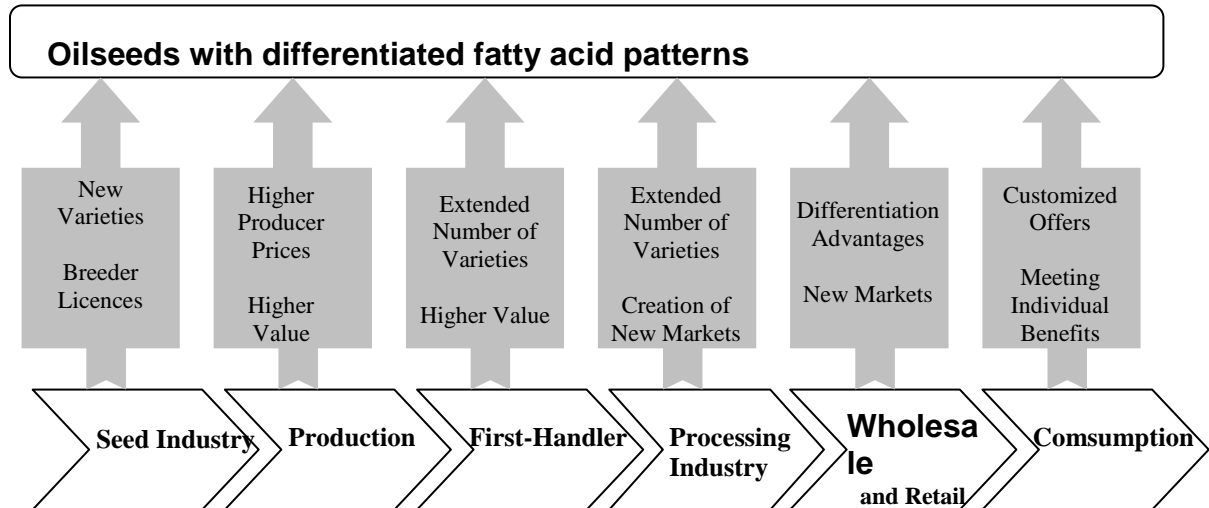 Oilseeds with differentiated fatty acid patterns
New
Varieties
Breeder
Licences
Higher
Producer
Prices
Higher
Value
Extended
Number of
Varieties
Higher Value
Extended
Number of
Varieties
Creation of
New Markets
Differentiation
Advantages
New Markets
Customized
Offers
Meeting
Individual
Benefits
Seed Industry
Production
First-Handler
Processing
Industry
Wholesa
le
and Retail
Comsumption